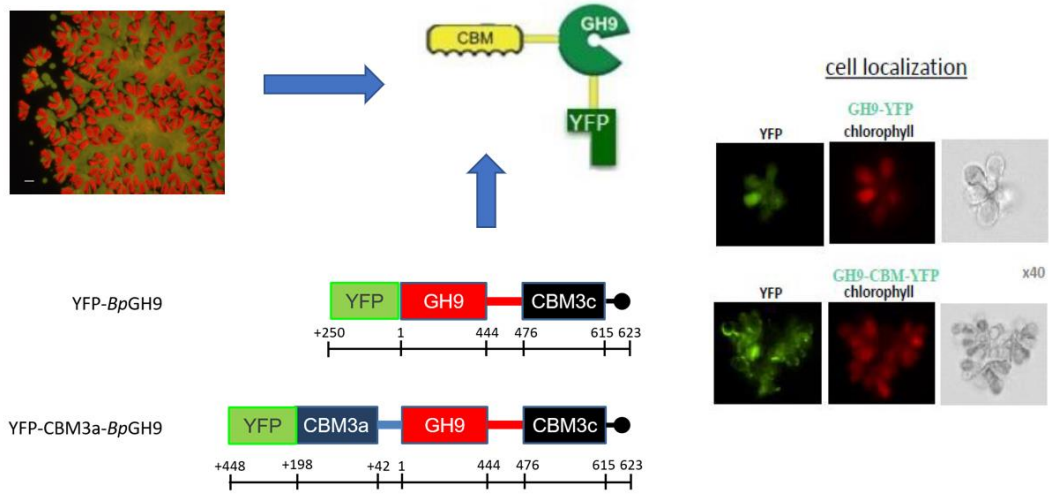 CBM
GH9
YFP
cell localization
GH9-YFP
YFP chlorophyll
GH9-CBM-YFP x40
YFP chlorophyll
YFP-BpGH9
YFP GH9 CBM3c
+250 1 444 476 615 623
YFP-CBM3a-BpGH9
YFP CBM3a GH9 CBM3c
+448 +198 +42 1 444 476 615 623